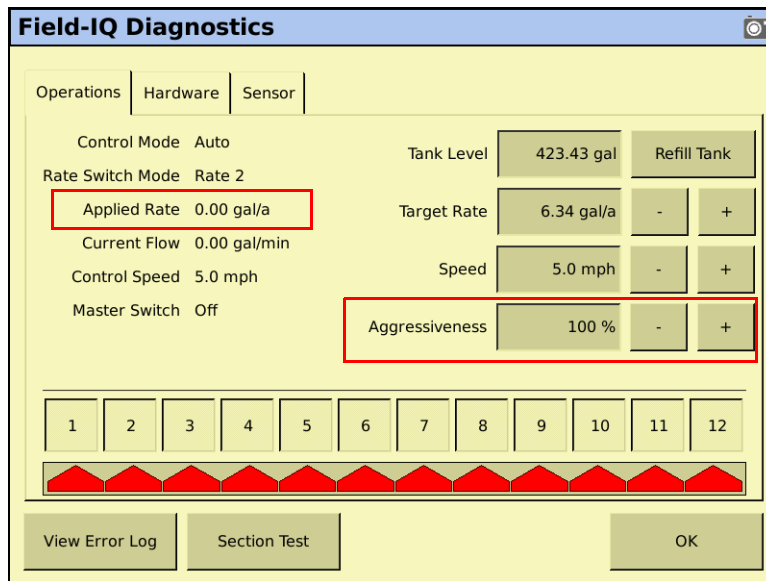 Field-IQ Diagnostics
Operations Hardware Sensor
Control Mode Auto
Rate Switch Mode Rate 2
Applied Rate 0.00 gal/a
Current Flow 0.00 gal/min
Control Speed 5.0 mph
Master Switch Off
Tank Level 423.43 gal Refill Tank
Target Rate 6.34 gal/a - +
Speed 5.0 mph - +
Aggressiveness 100 % - +
1 2 3 4 5 6 7 8 9 10 11 12
View Error Log Section Test OK